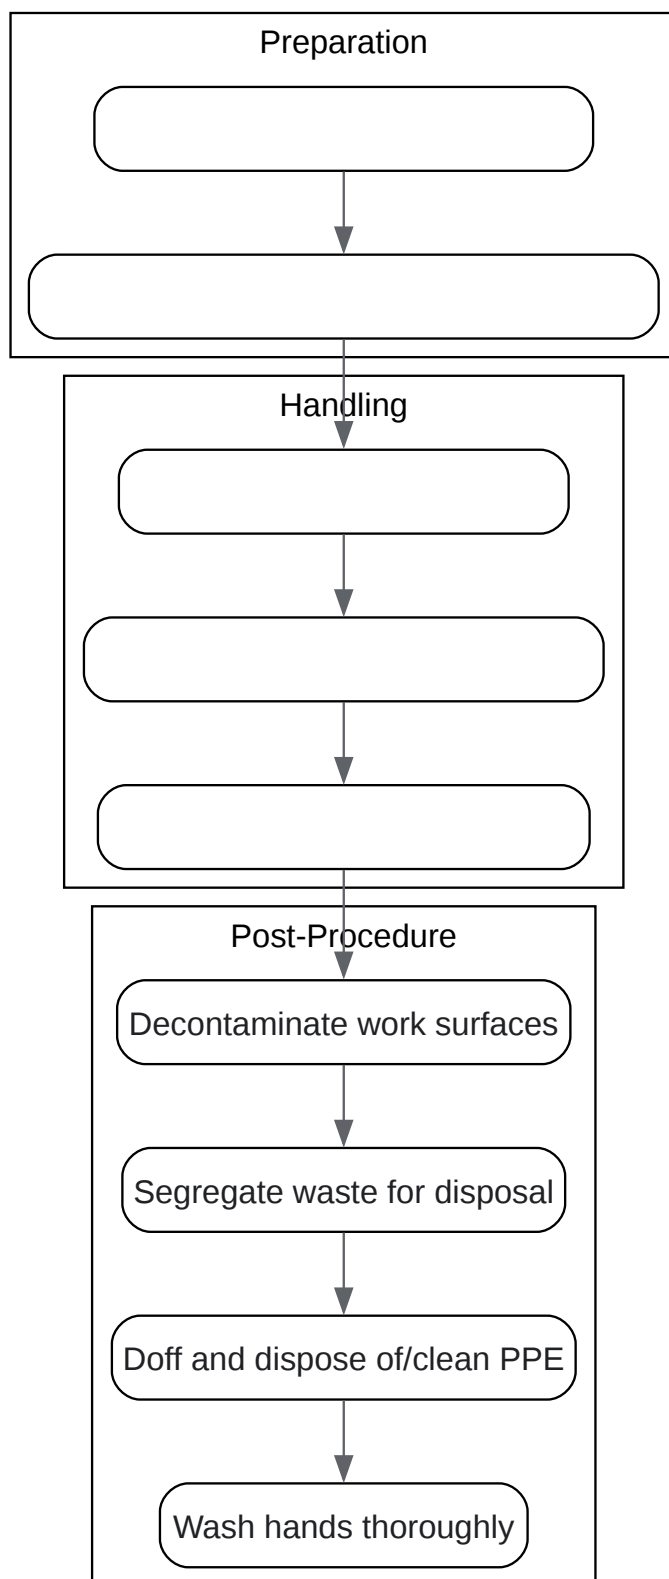 Preparation
Handling
Post-Procedure
Decontaminate work surfaces
Segregate waste for disposal
Doff and dispose of/clean PPE
Wash hands thoroughly